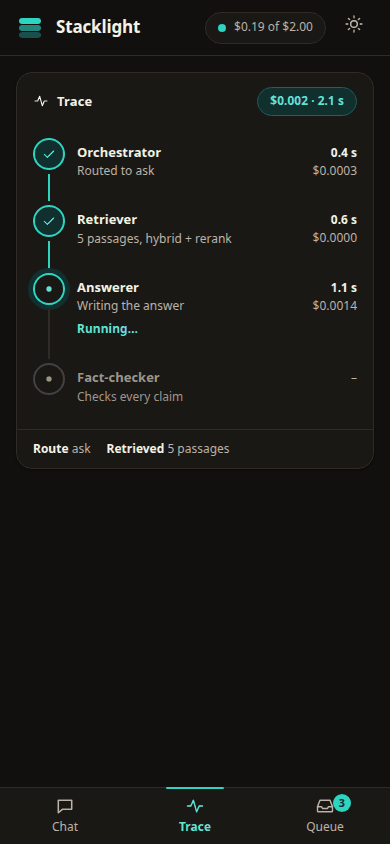 Stacklight
$0.19 of $2.00
Trace
$0.002 · 2.1 s
Orchestrator
0.4 s
Routed to ask
$0.0003
Retriever
0.6 s
5 passages, hybrid + rerank
$0.0000
Answerer
1.1 s
Writing the answer
$0.0014
Running...
Fact-checker
–
Checks every claim
Route ask Retrieved 5 passages
3
Chat
Trace
Queue